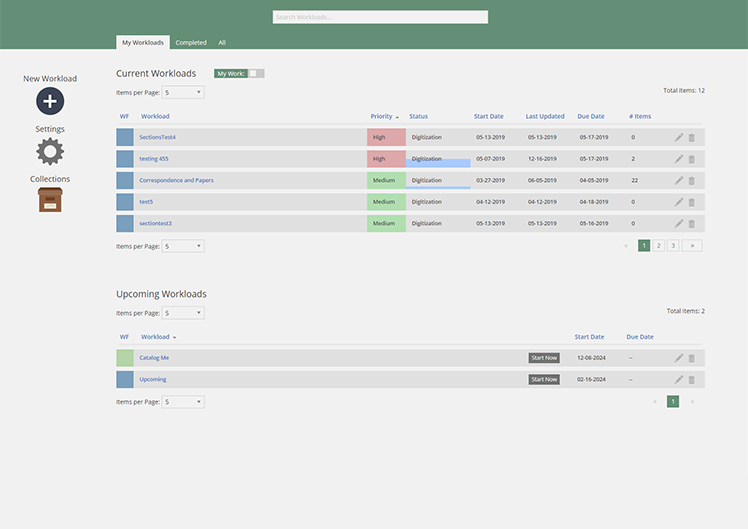 Search Workloads...
My Workloads Completed All
New Workload
Settings
Collections
Current Workloads My Work:
Items per Page: 5 Total Items: 12
WF Workload Priority Status Start Date Last Updated Due Date # Items
SectionsTest4 High Digitization 05-13-2019 05-13-2019 05-17-2019 0
testing 455 High Digitization 05-07-2019 12-16-2019 05-17-2019 2
Correspondence and Papers Medium Digitization 03-27-2019 06-05-2019 04-05-2019 22
test5 Medium Digitization 04-12-2019 04-12-2019 04-18-2019 0
sectiontest3 Medium Digitization 05-13-2019 05-13-2019 05-16-2019 0
Items per Page: 5 « 1 2 3 »
Upcoming Workloads
Items per Page: 5 Total Items: 2
WF Workload Start Date Due Date
Catalog Me Start Now 12-08-2024 --
Upcoming Start Now 02-16-2024 --
Items per Page: 5 « 1 »